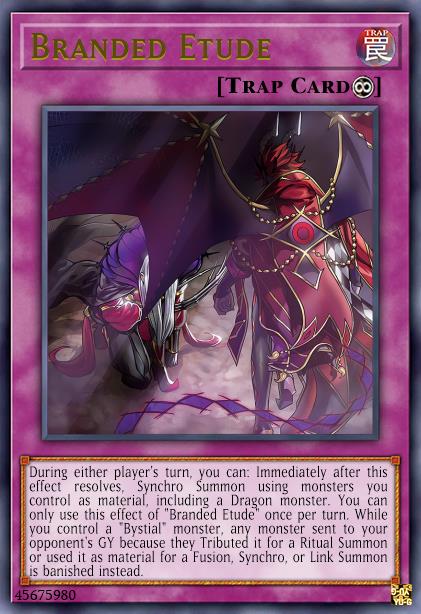 Branded Etude
TRAP
罠
[Trap Card]
During either player's turn, you can: Immediately after this
effect resolves, Synchro Summon using monsters you
control as material, including a Dragon monster. You can
only use this effect of "Branded Etude" once per turn. While
you control a "Bystial" monster, any monster sent to your
opponent's GY because they Tributed it for a Ritual Summon
or used it as material for a Fusion, Synchro, or Link Summon
is banished instead.
45675980